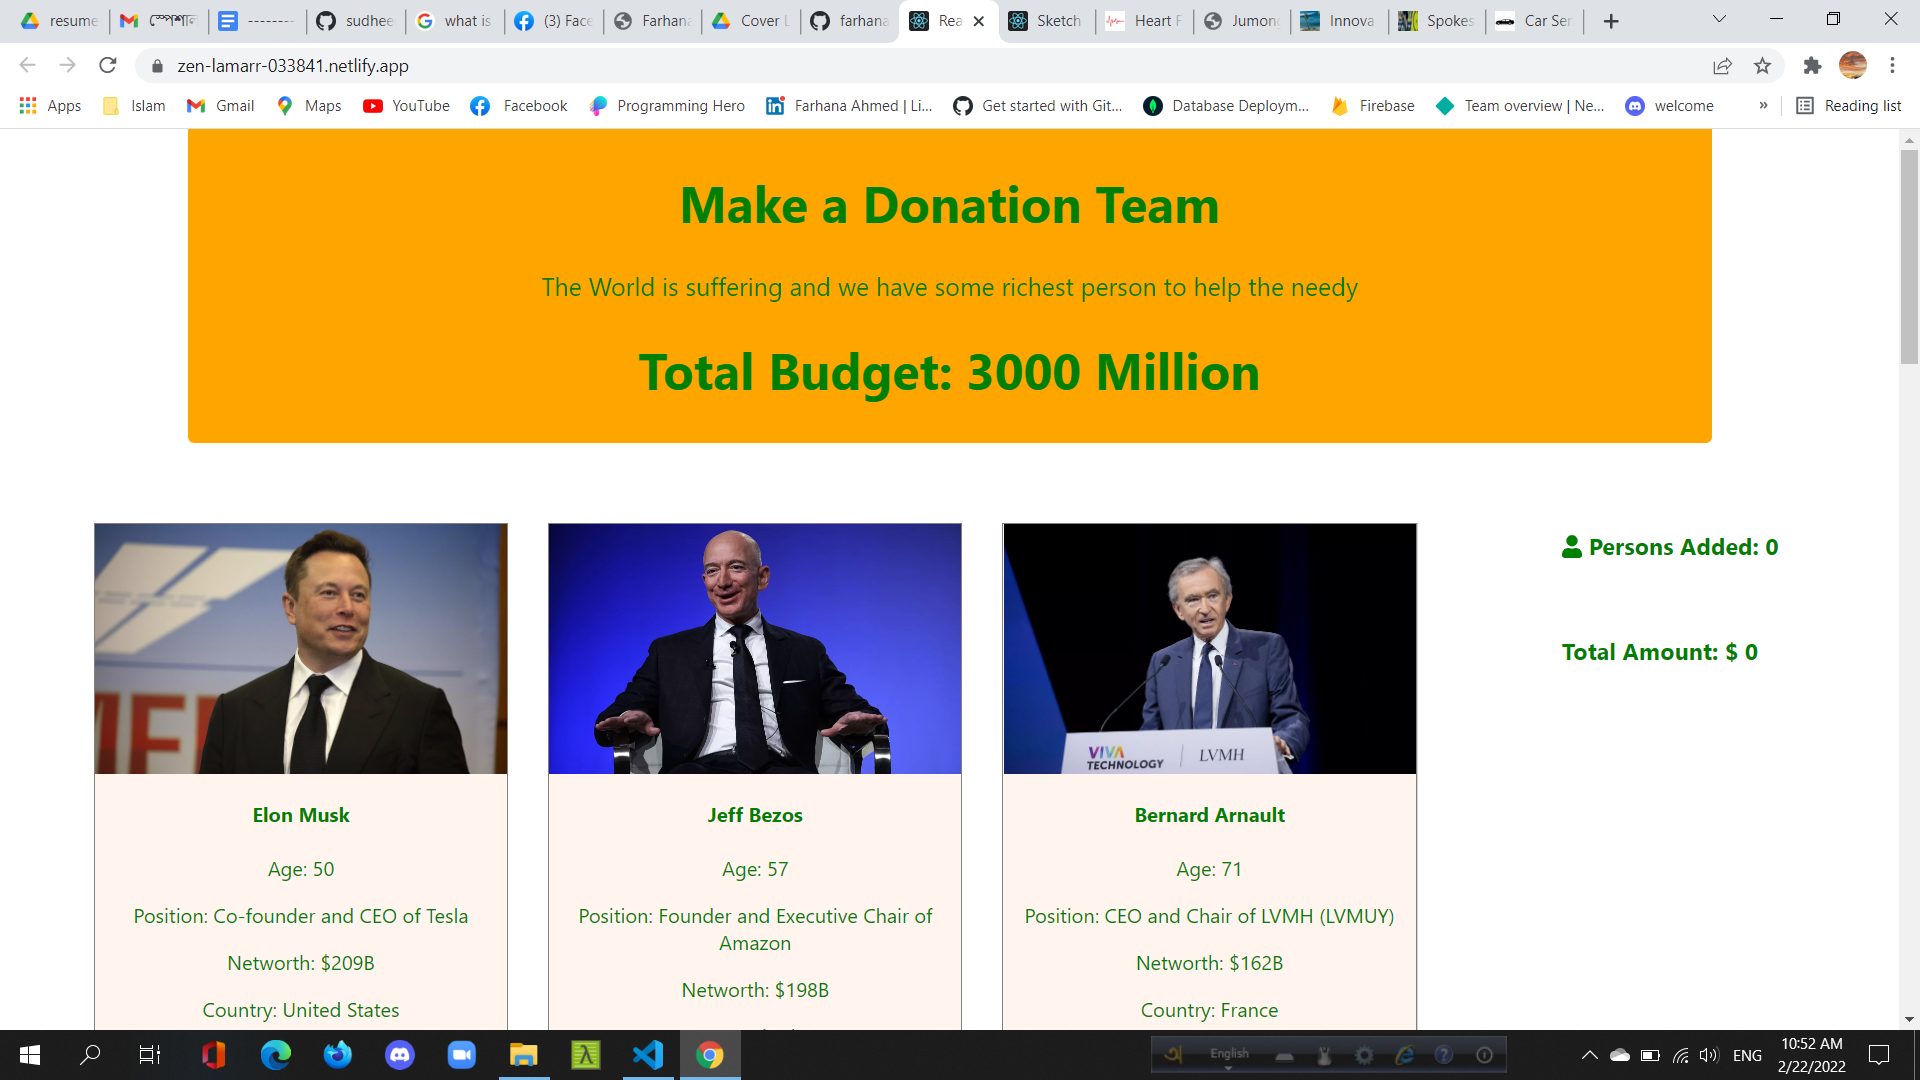 resume
স্পেশাল
--------
sudhee
what is
(3) Face
Farhana
Cover L
farhana
Rea
Sketch
Heart F
Jumong
Innova
Spokes
Car Ser
zen-lamarr-033841.netlify.app
Apps
Islam
Gmail
Maps
YouTube
Facebook
Programming Hero
Farhana Ahmed | Li...
Get started with Git...
Database Deploym...
Firebase
Team overview | Ne...
welcome
»
Reading list
Make a Donation Team
The World is suffering and we have some richest person to help the needy
Total Budget: 3000 Million
VIVA
TECHNOLOGY
LVMH
Persons Added: 0
Total Amount: $ 0
Elon Musk
Age: 50
Position: Co-founder and CEO of Tesla
Networth: $209B
Country: United States
Jeff Bezos
Age: 57
Position: Founder and Executive Chair of
Amazon
Networth: $198B
Bernard Arnault
Age: 71
Position: CEO and Chair of LVMH (LVMUY)
Networth: $162B
Country: France
English
ENG
10:52 AM
2/22/2022